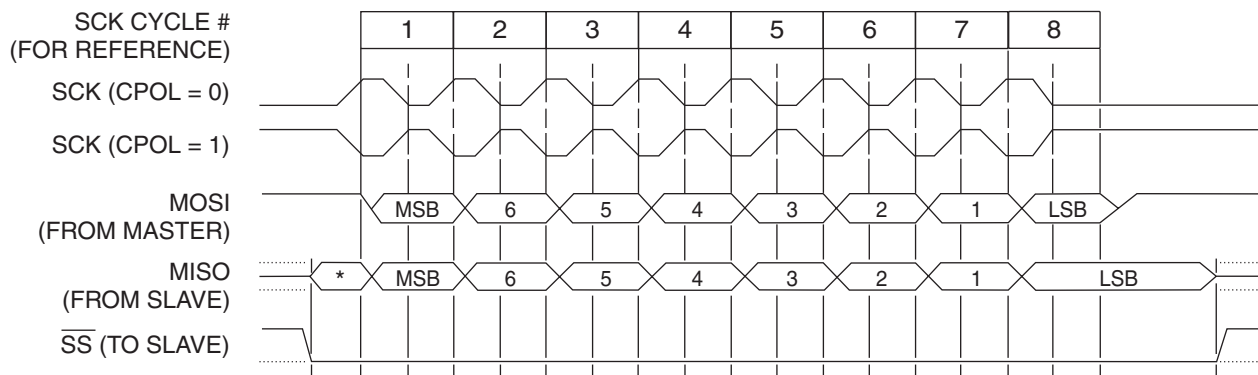 SCK CYCLE #
(FOR REFERENCE)
1 2 3 4 5 6 7 8
SCK (CPOL = 0)
SCK (CPOL = 1)
MOSI
(FROM MASTER)
MSB 6 5 4 3 2 1 LSB
MISO
(FROM SLAVE)
* MSB 6 5 4 3 2 1 LSB
SS (TO SLAVE)